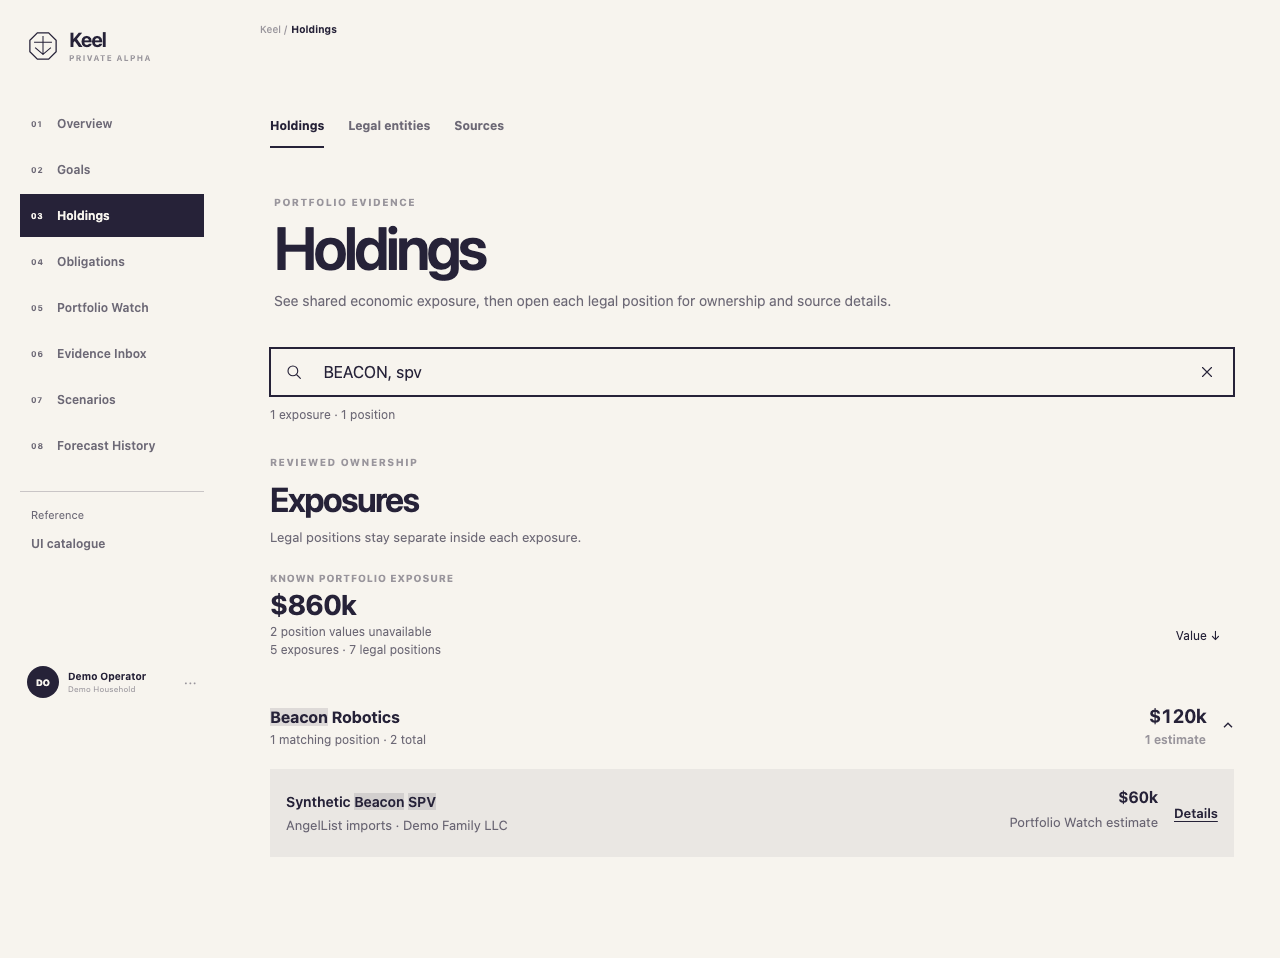 Keel
PRIVATE ALPHA
01 Overview
02 Goals
03 Holdings
04 Obligations
05 Portfolio Watch
06 Evidence Inbox
07 Scenarios
08 Forecast History
Reference
UI catalogue
DO
Demo Operator
Demo Household
...
Keel / Holdings
Holdings Legal entities Sources
PORTFOLIO EVIDENCE
Holdings
See shared economic exposure, then open each legal position for ownership and source details.
BEACON, spv
1 exposure · 1 position
REVIEWED OWNERSHIP
Exposures
Legal positions stay separate inside each exposure.
KNOWN PORTFOLIO EXPOSURE
$860k
2 position values unavailable
5 exposures · 7 legal positions
Value ↓
Beacon Robotics
1 matching position · 2 total
$120k
1 estimate
Synthetic Beacon SPV
AngelList imports · Demo Family LLC
$60k
Portfolio Watch estimate
Details